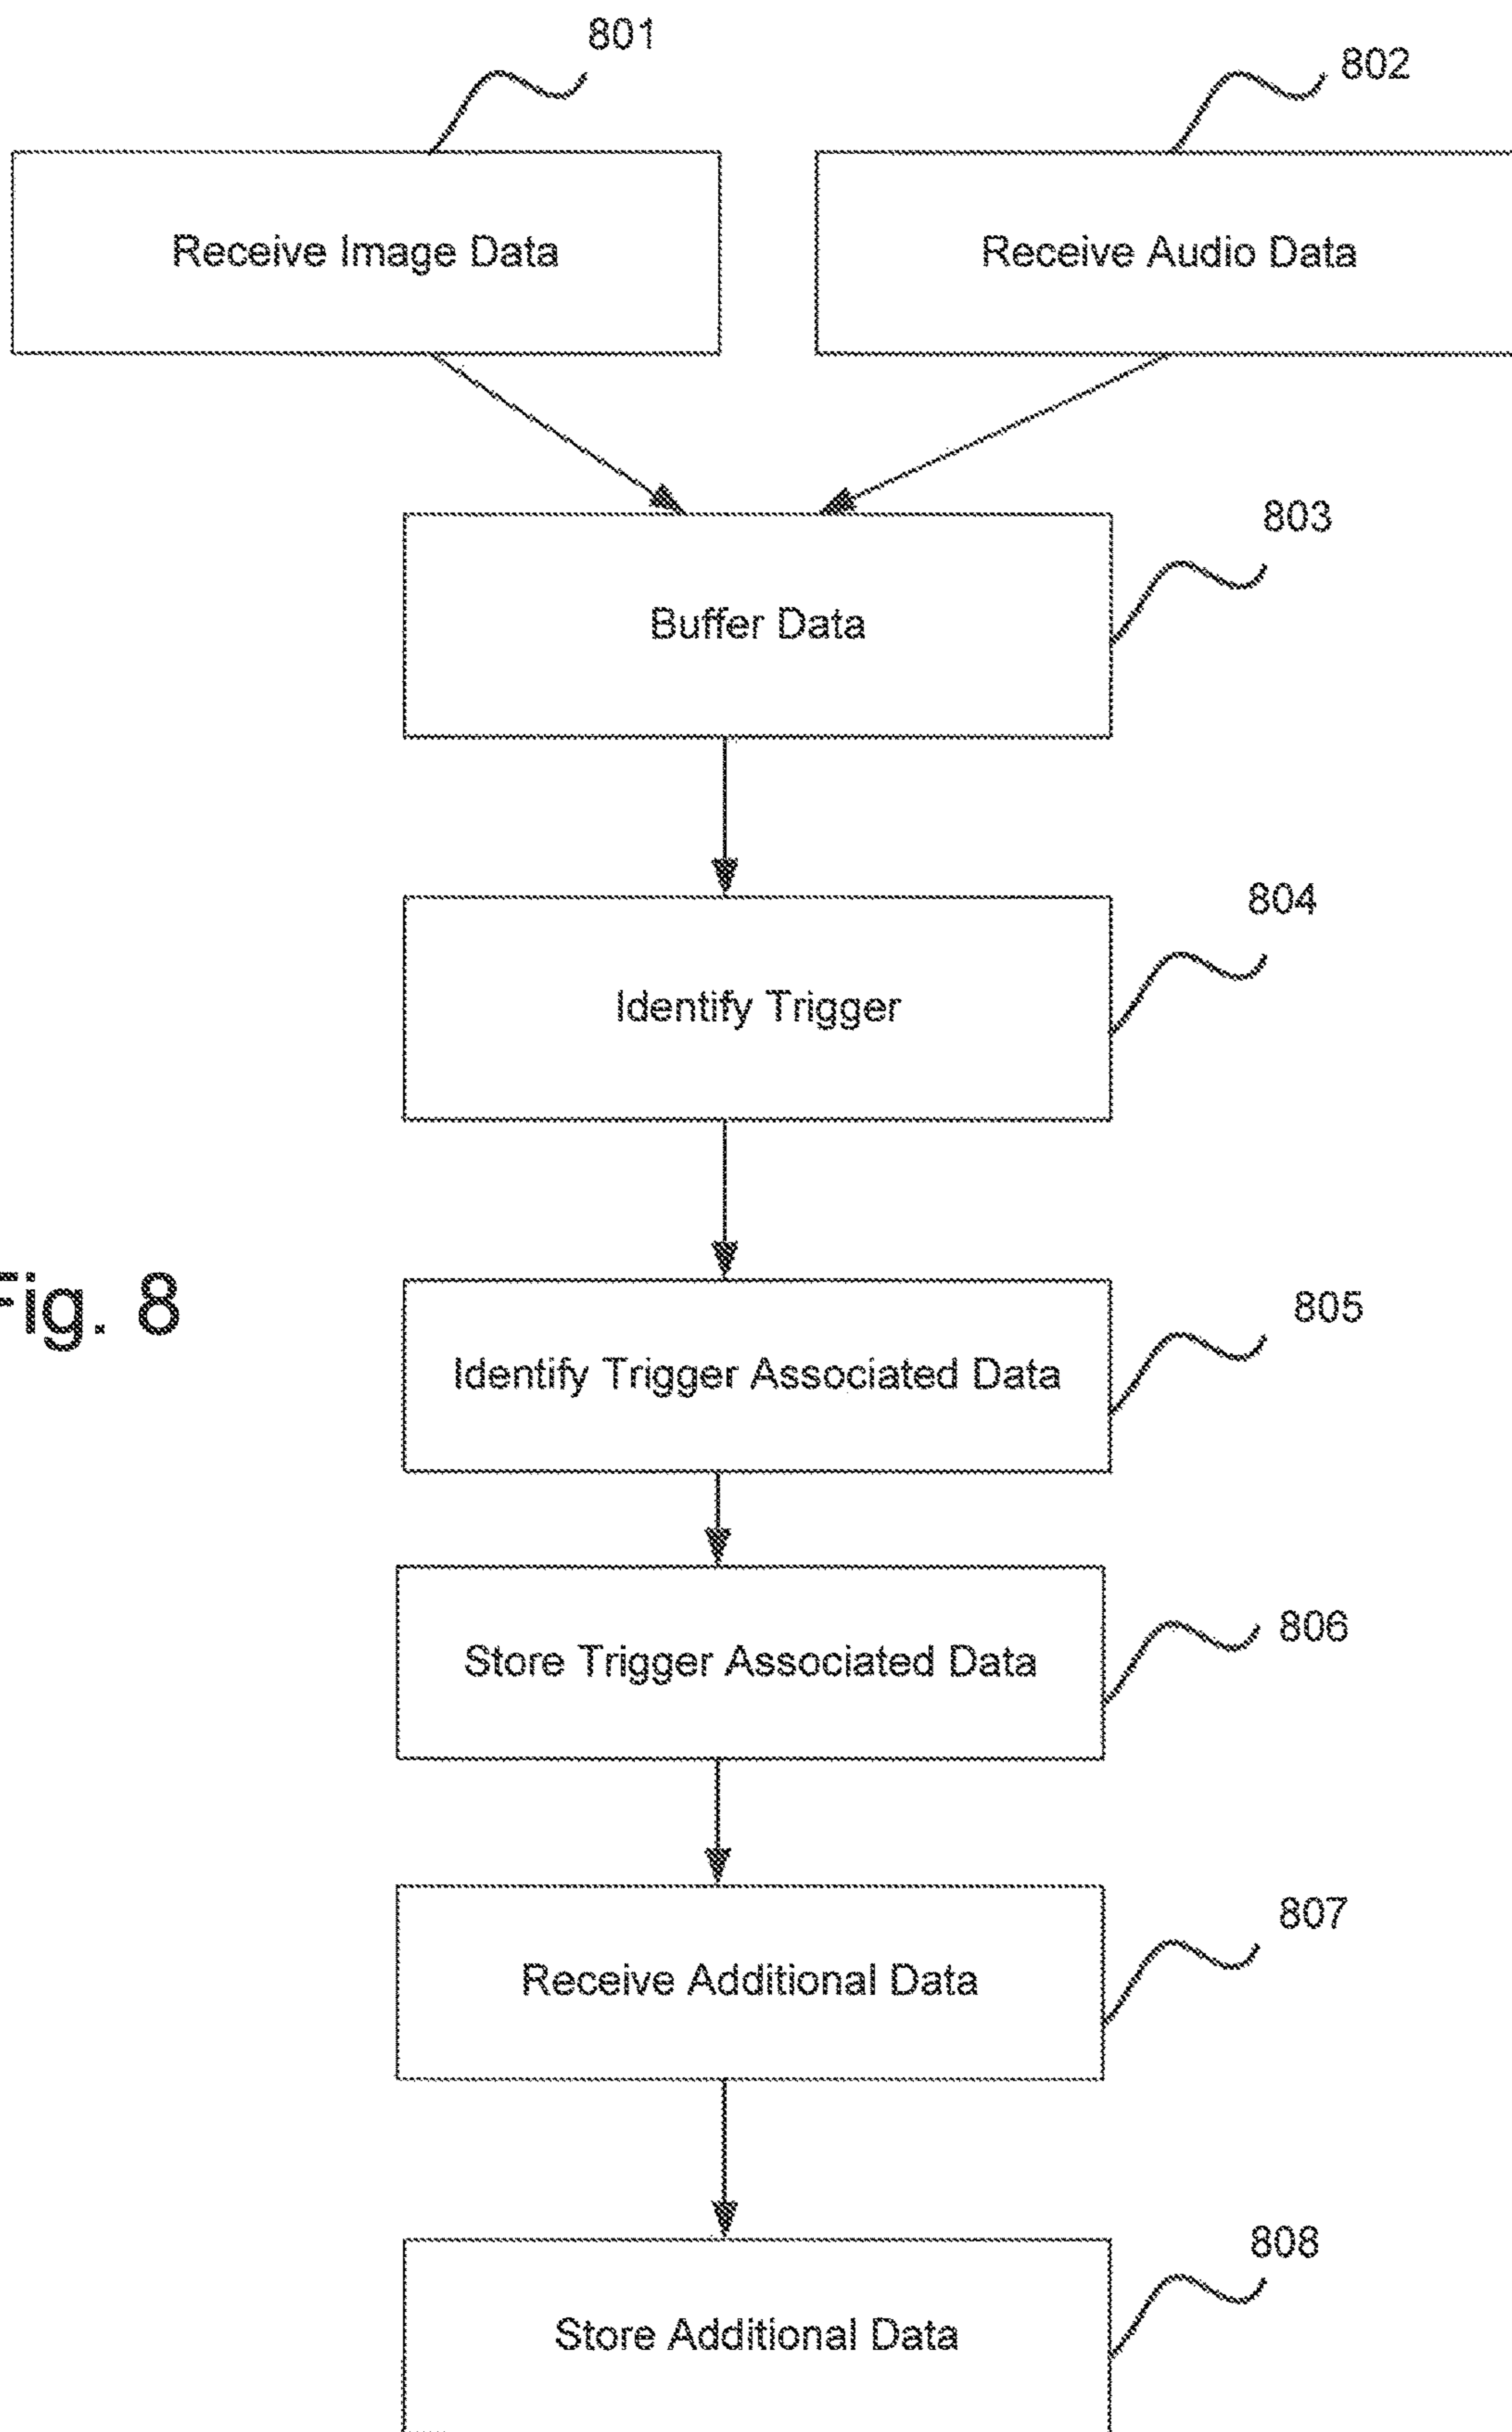 801
802
Receive Image Data
Receive Audio Data
803
Buffer Data
804
Identify Trigger
Fig. 8
805
Identify Trigger Associated Data
806
Store Trigger Associated Data
807
Receive Additional Data
808
Store Additional Data